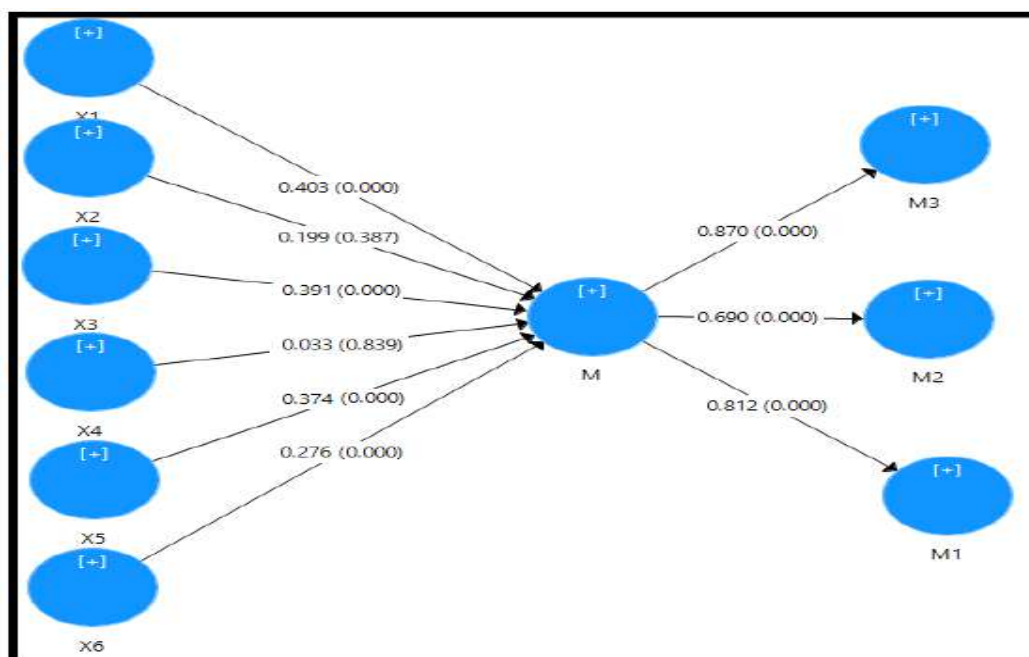 [+]
X1
[+]
X2
[+]
X3
[+]
X4
[+]
X5
[+]
X6
0.403 (0.000)
0.199 (0.387)
0.391 (0.000)
0.033 (0.839)
0.374 (0.000)
0.276 (0.000)
[+]
M
0.870 (0.000)
0.690 (0.000)
0.812 (0.000)
[+]
M3
[+]
M2
[+]
M1